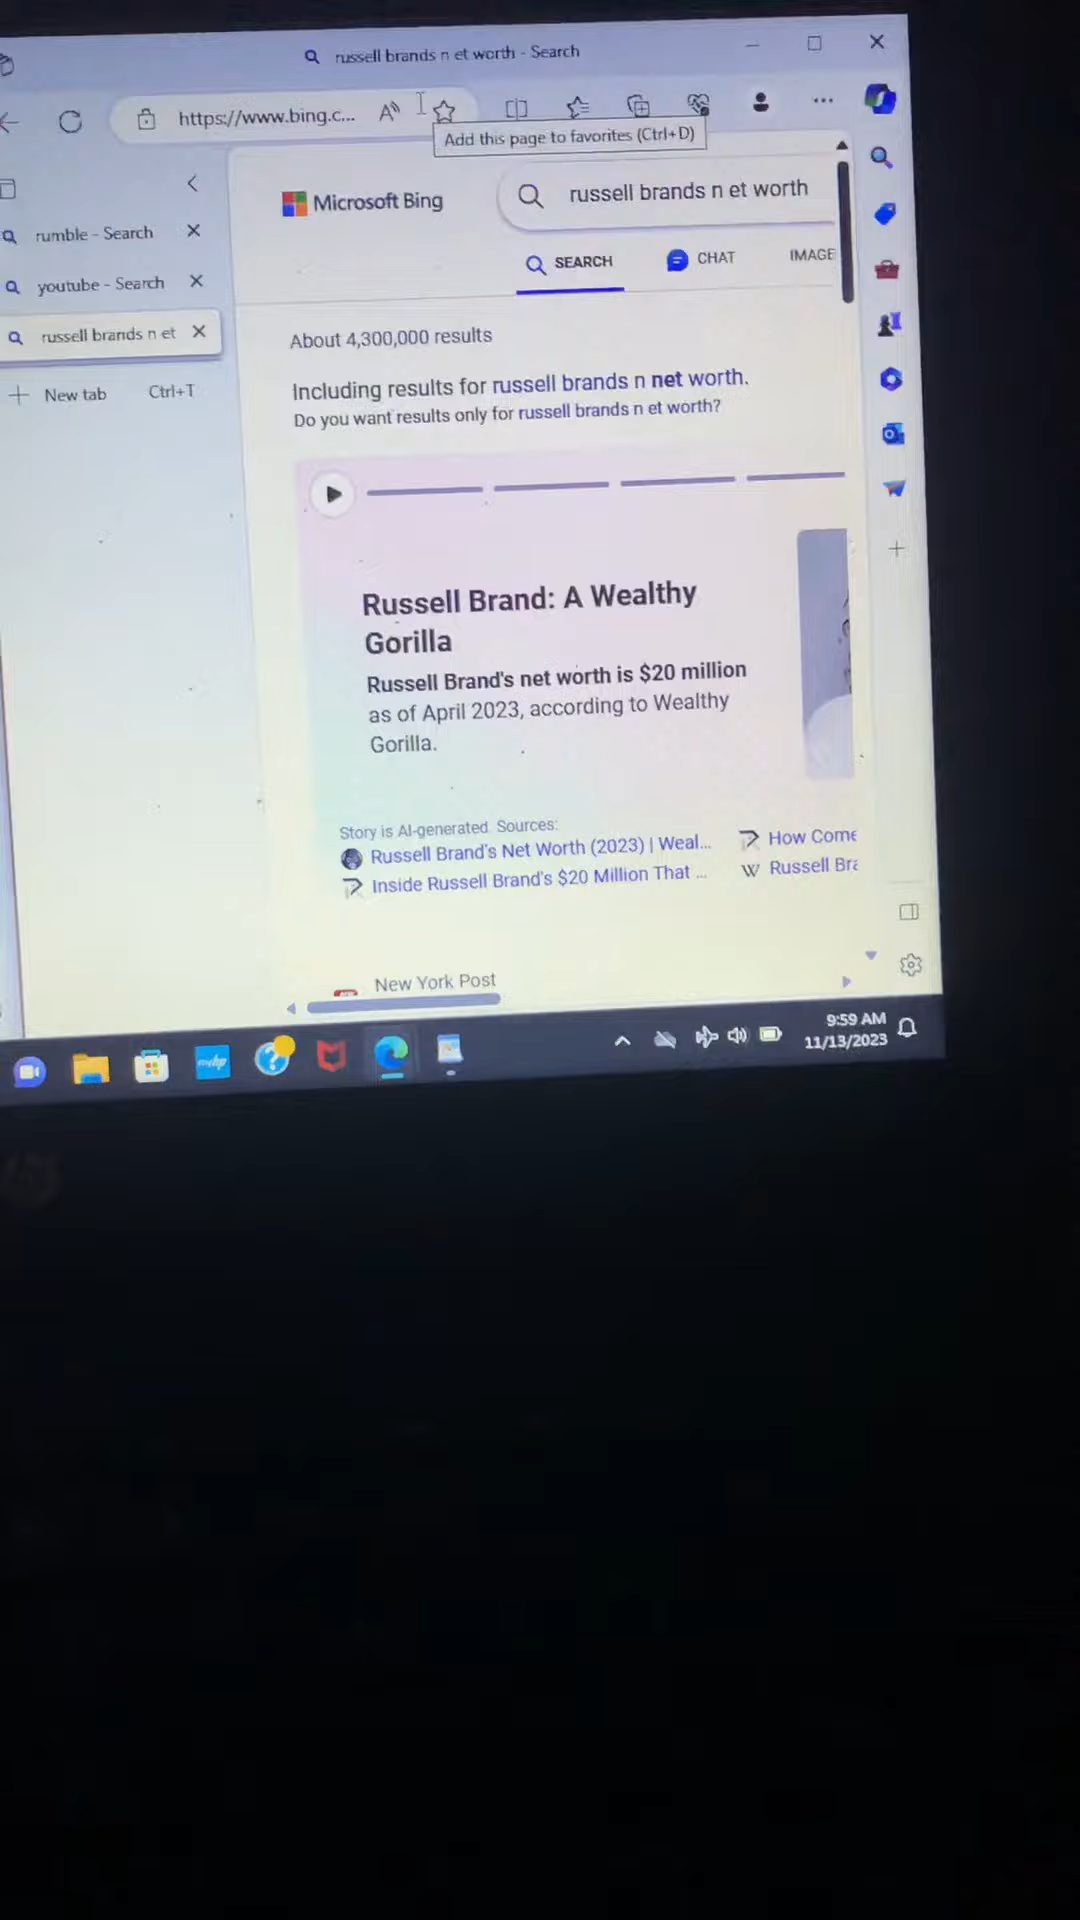 russell brands n et worth - Search
https://www.bing.c...
Add this page to favorites (Ctrl+D)
rumble - Search
youtube - Search
russell brands n et
New tab Ctrl+T
Microsoft Bing
russell brands n et worth
SEARCH
CHAT
IMAGE
About 4,300,000 results
Including results for russell brands n net worth.
Do you want results only for russell brands n et worth?
Russell Brand: A Wealthy
Gorilla
Russell Brand's net worth is $20 million
as of April 2023, according to Wealthy
Gorilla.
Story is AI-generated. Sources:
Russell Brand's Net Worth (2023) | Weal...
How Come
Inside Russell Brand's $20 Million That ...
W Russell Bra
New York Post
myhp
9:59 AM
11/13/2023